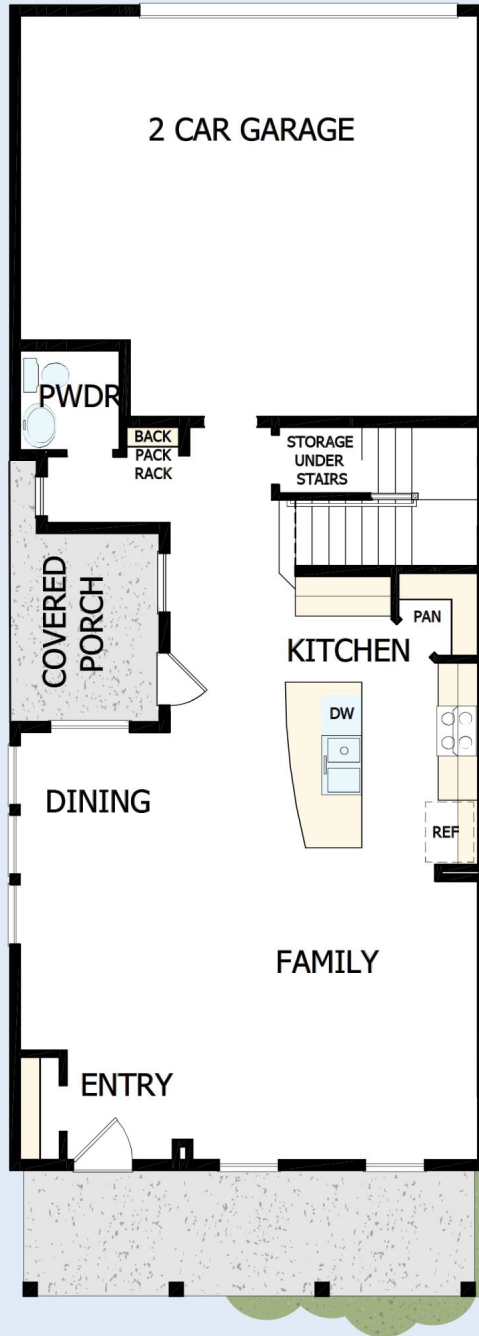 2 CAR GARAGE
PWDR
BACK
PACK
RACK
STORAGE
UNDER
STAIRS
COVERED
PORCH
PAN
KITCHEN
DW
DINING
REF
FAMILY
ENTRY